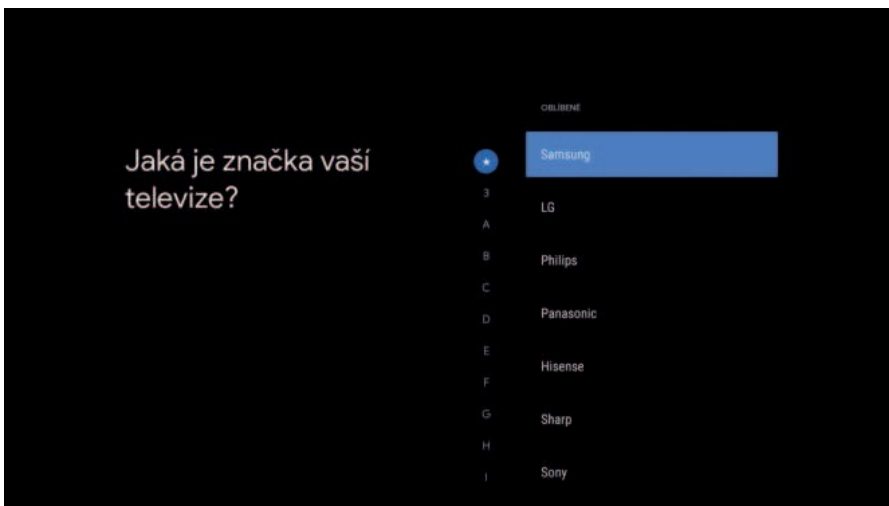 Jaká je značka vaší
televize?
★
3
A
B
C
D
E
F
G
H
I
OBLÍBENÉ
Samsung
LG
Philips
Panasonic
Hisense
Sharp
Sony